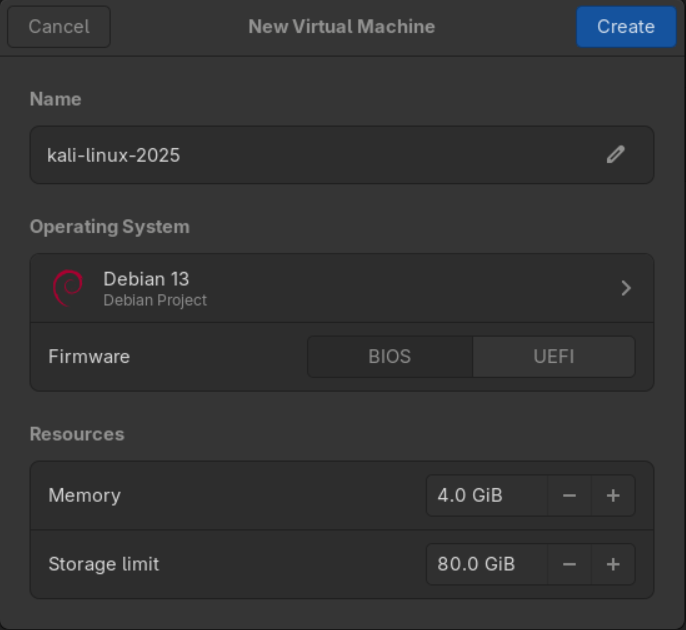 Cancel
New Virtual Machine
Create
Name
kali-linux-2025
Operating System
Debian 13
Debian Project
Firmware
BIOS
UEFI
Resources
Memory
4.0 GiB
Storage limit
80.0 GiB